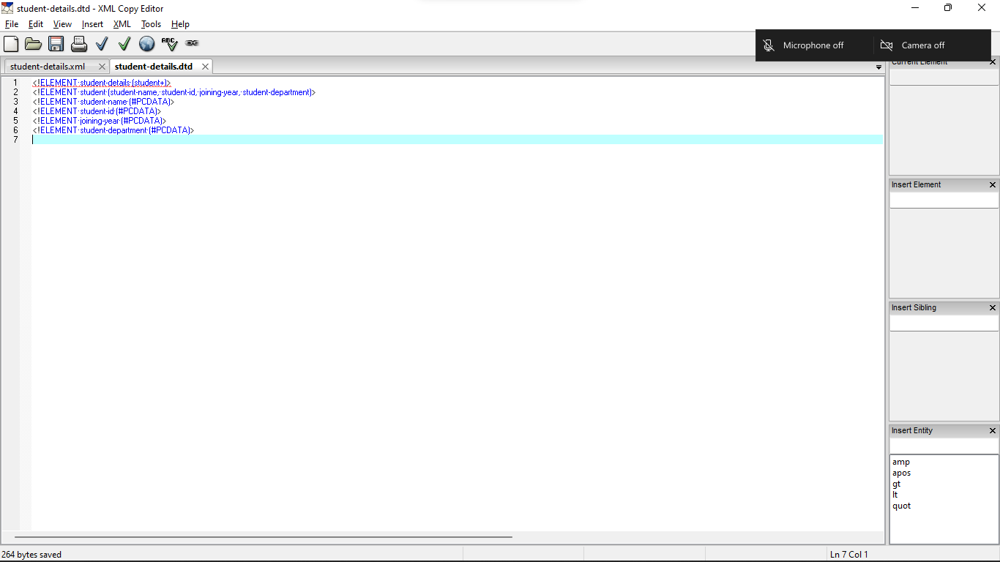 student-details.dtd - XML Copy Editor
File Edit View Insert XML Tools Help
ABC
Microphone off Camera off
student-details.xml student-details.dtd
Current Element
1 <!ELEMENT·student-details·(student+)>
2 <!ELEMENT·student·(student-name,·student-id,·joining-year,·student-department)>
3 <!ELEMENT·student-name·(#PCDATA)>
4 <!ELEMENT·student-id·(#PCDATA)>
5 <!ELEMENT·joining-year·(#PCDATA)>
6 <!ELEMENT·student-department·(#PCDATA)>
7
Insert Element
Insert Sibling
Insert Entity
amp
apos
gt
lt
quot
264 bytes saved
Ln 7 Col 1